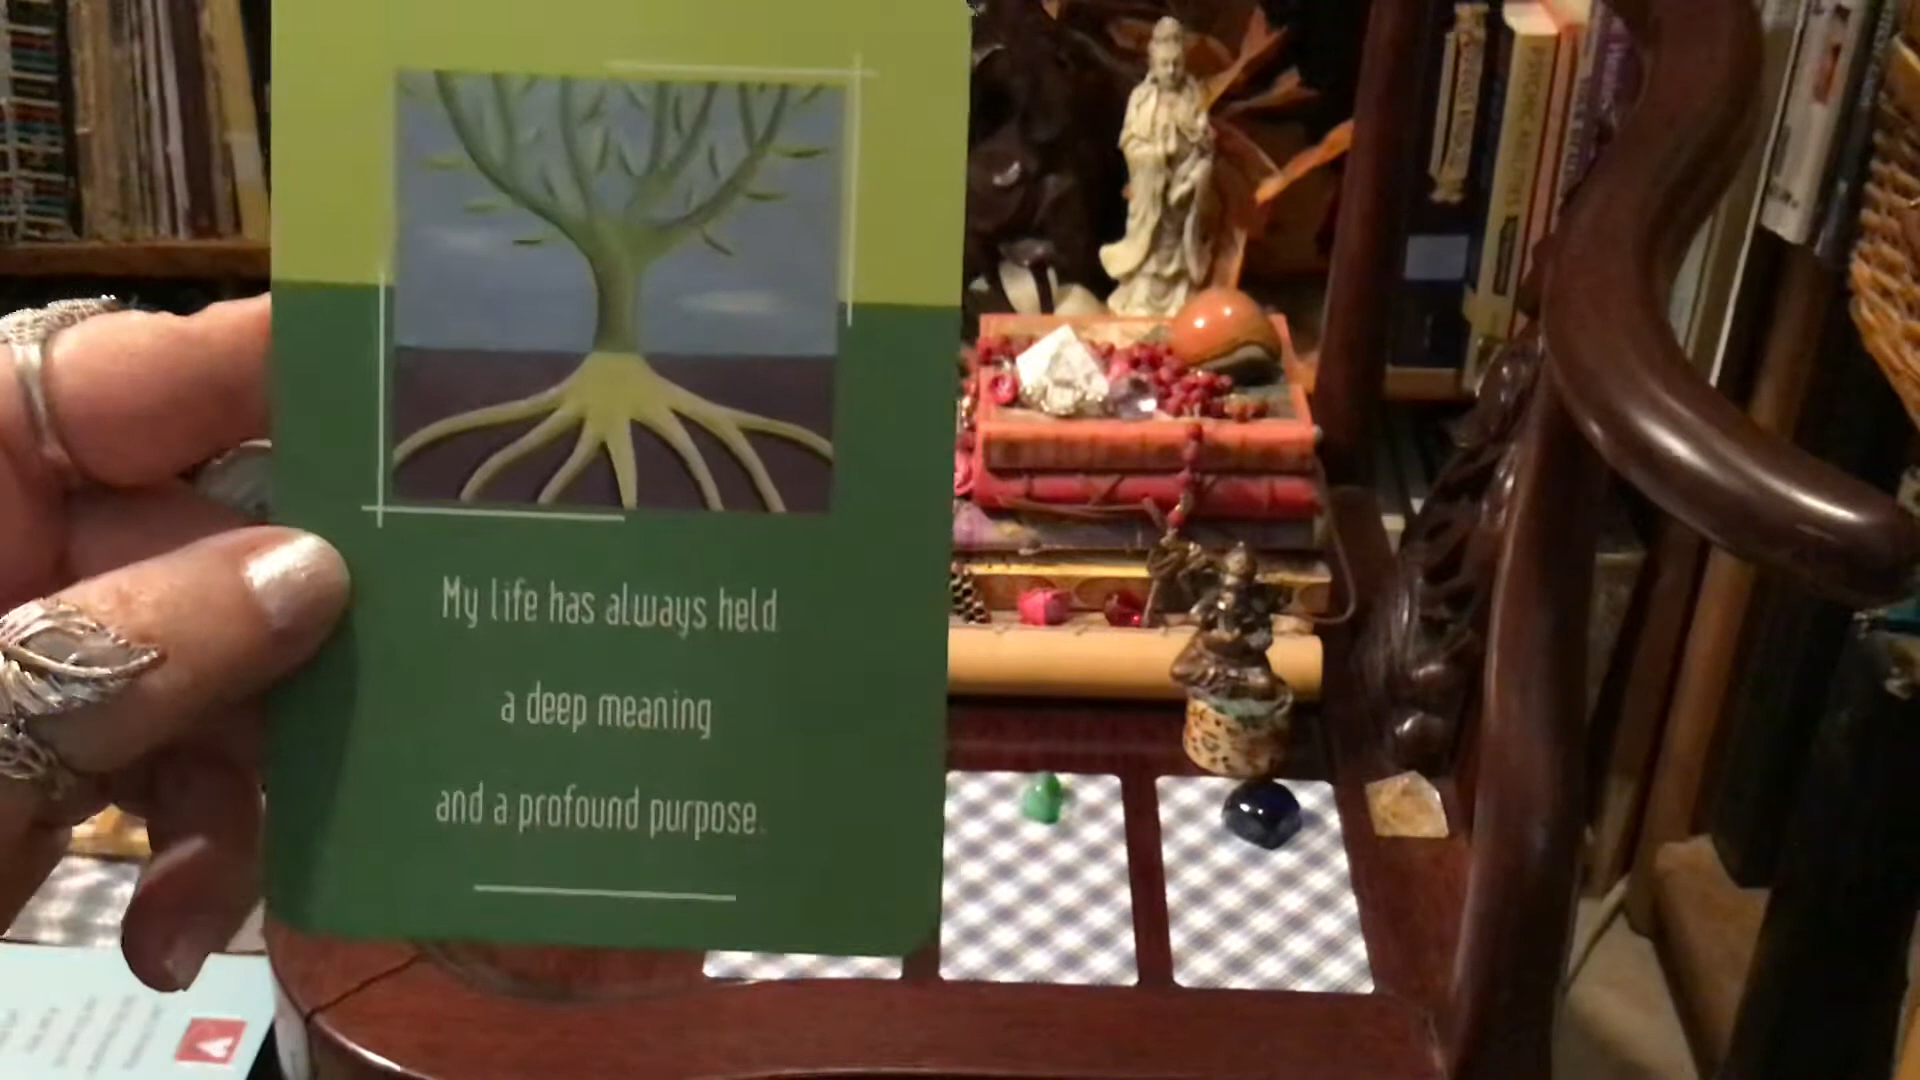 My life has always held
a deep meaning
and a profound purpose.